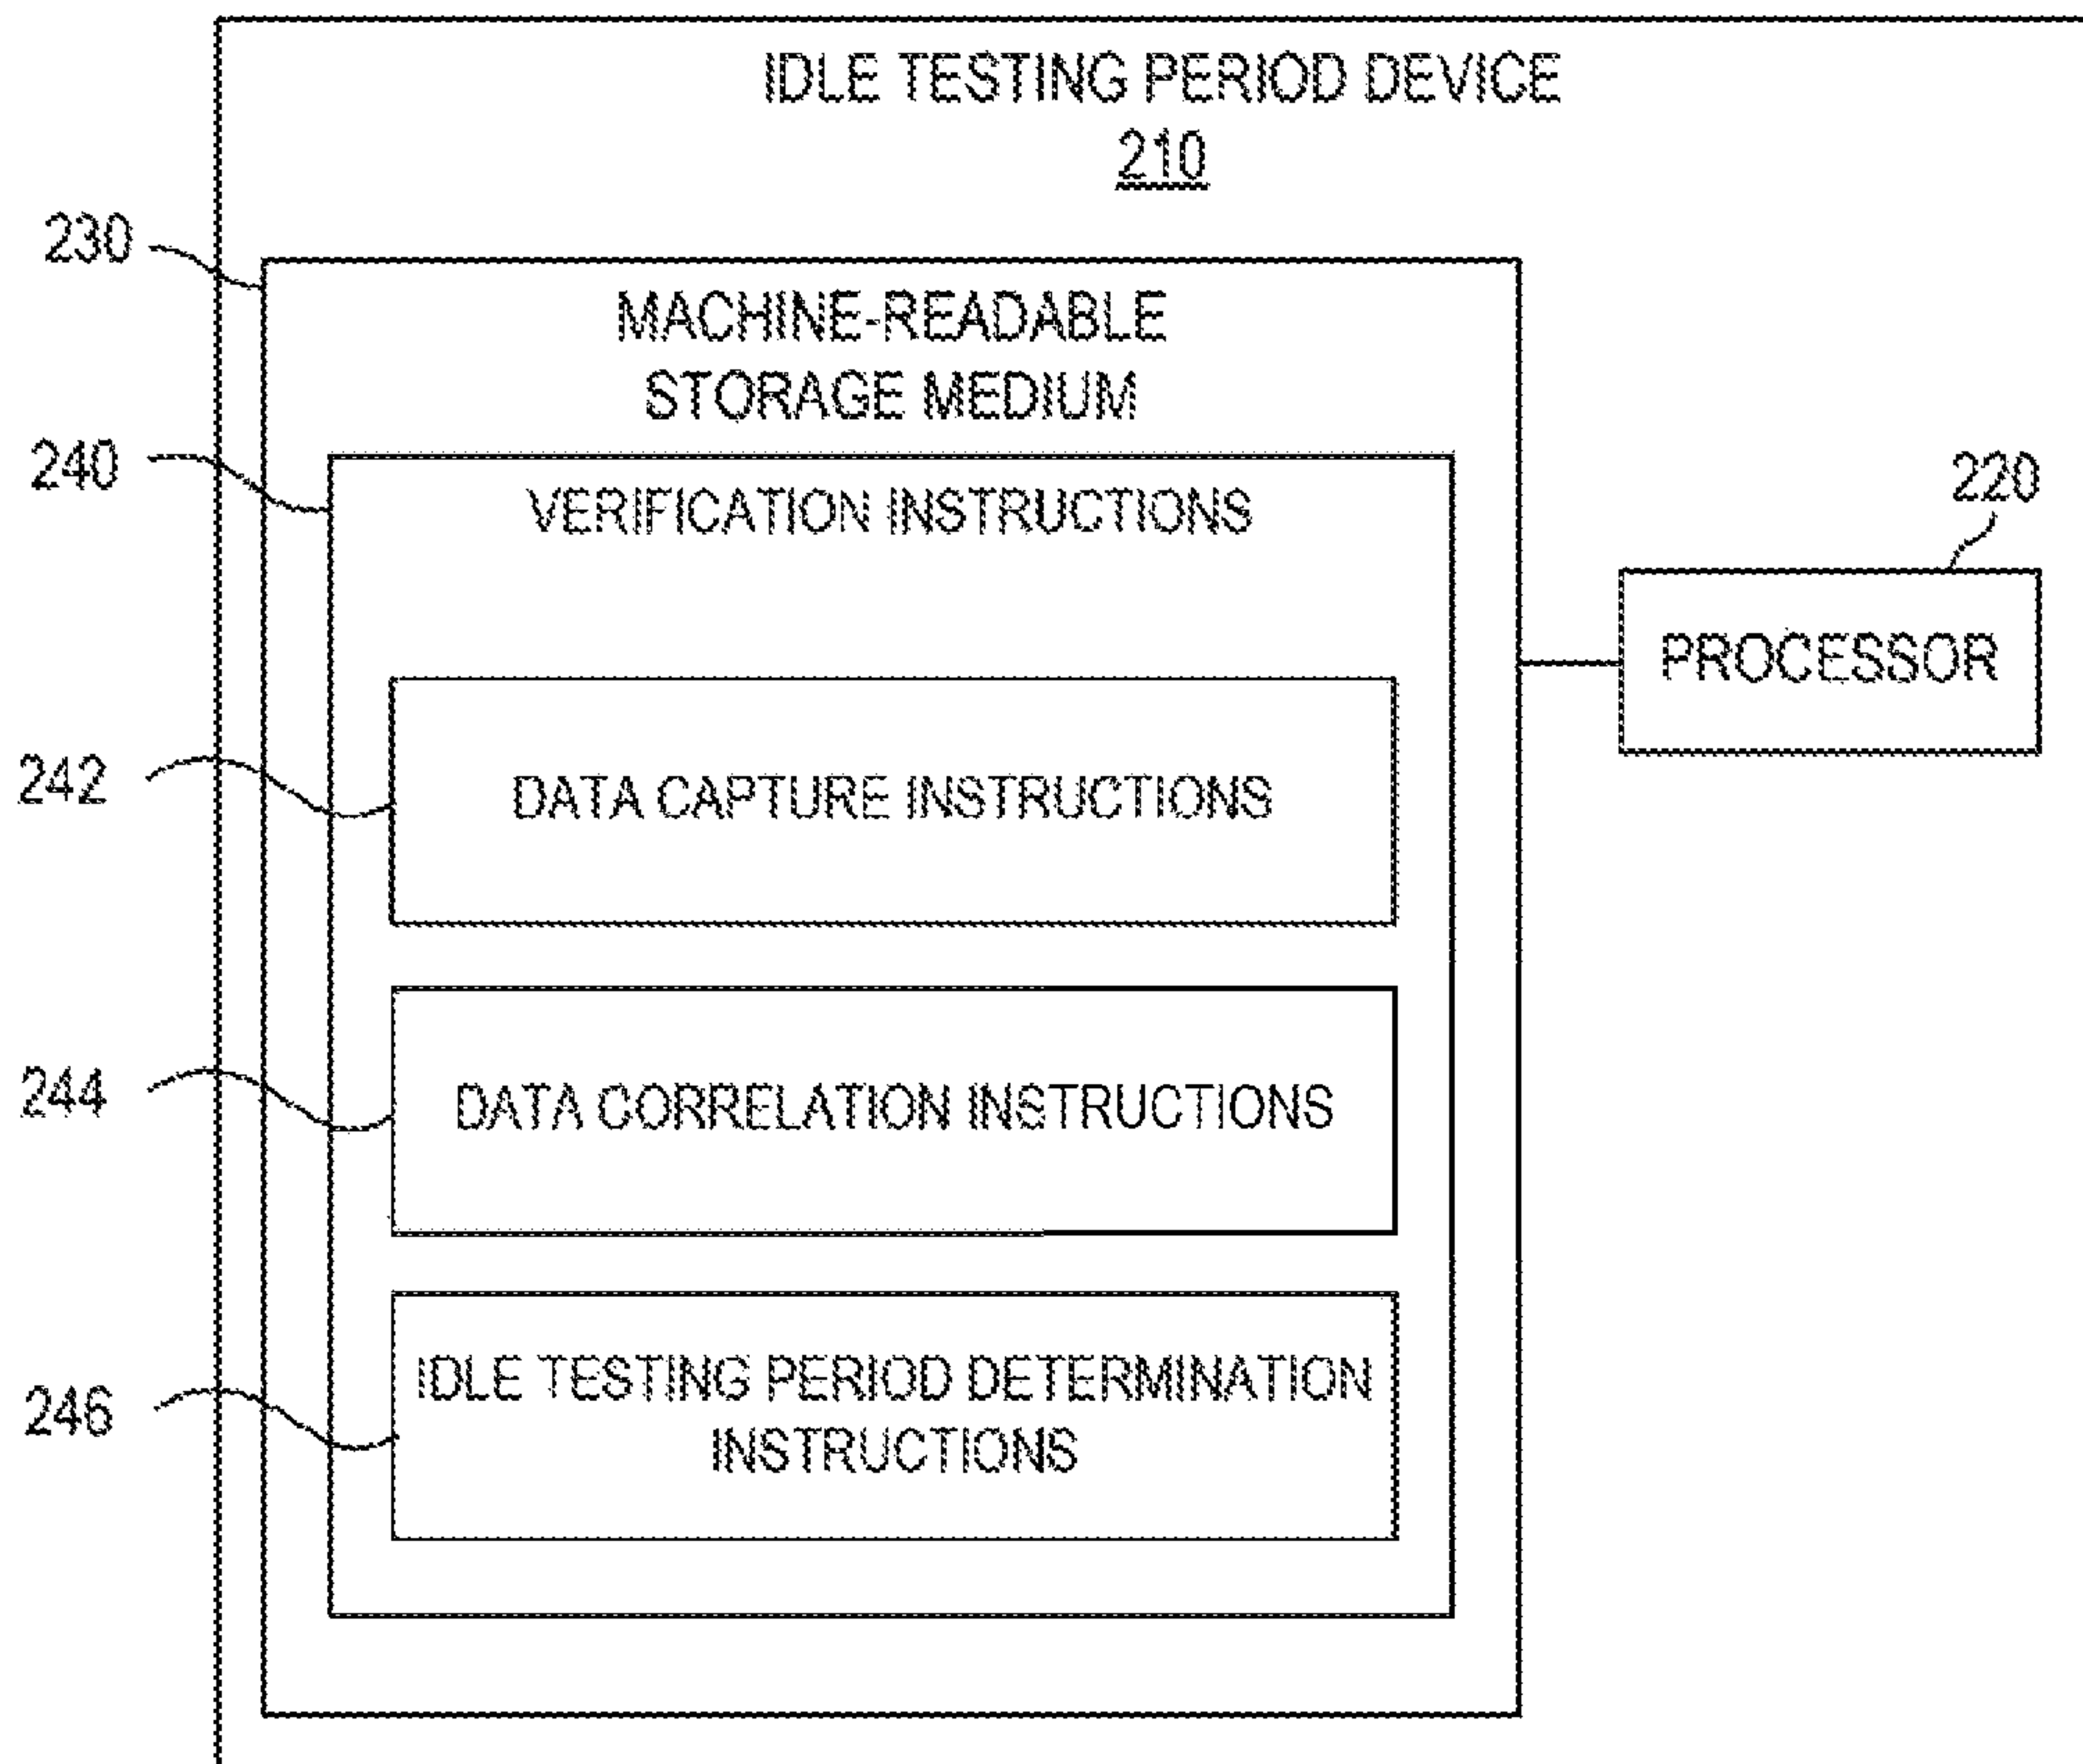 IDLE TESTING PERIOD DEVICE
210
230
MACHINE-READABLE
STORAGE MEDIUM
240
VERIFICATION INSTRUCTIONS
220
PROCESSOR
242
DATA CAPTURE INSTRUCTIONS
244
DATA CORRELATION INSTRUCTIONS
246
IDLE TESTING PERIOD DETERMINATION
INSTRUCTIONS